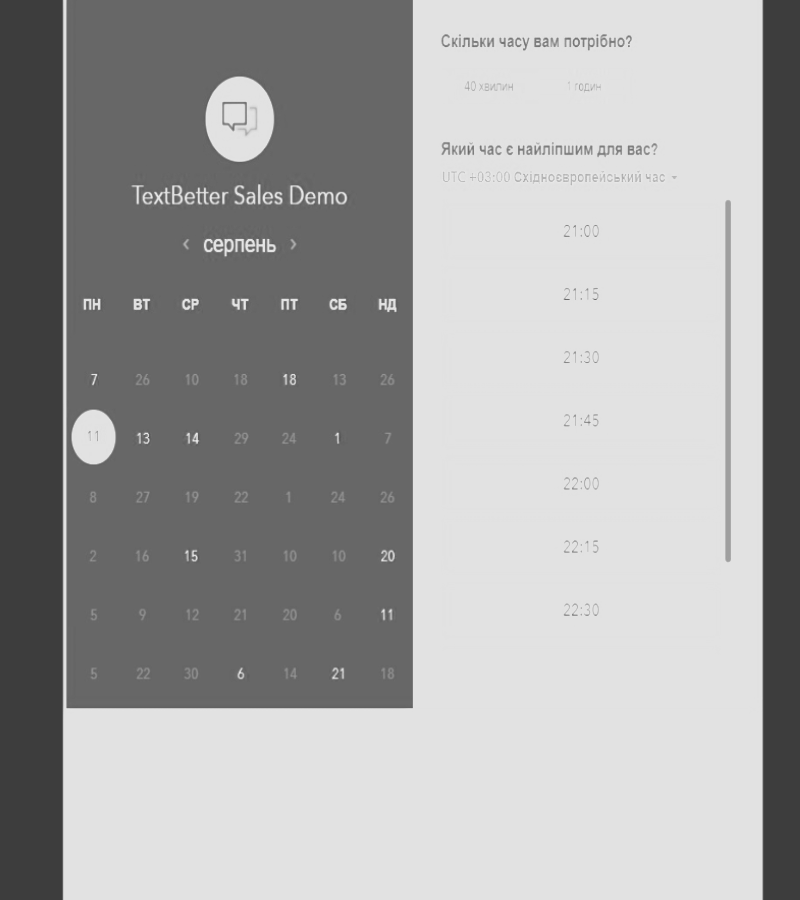 TextBetter Sales Demo
‹ серпень ›
ПН ВТ СР ЧТ ПТ СБ НД
7 26 10 18 18 13 26
11 13 14 29 24 1 7
8 27 19 22 1 24 26
2 16 15 31 10 10 20
5 9 12 21 20 6 11
5 22 30 6 14 21 18
Скільки часу вам потрібно?
40 хвилин 1 годин
Який час є найліпшим для вас?
UTC +03:00 Східноєвропейський час
21:00
21:15
21:30
21:45
22:00
22:15
22:30